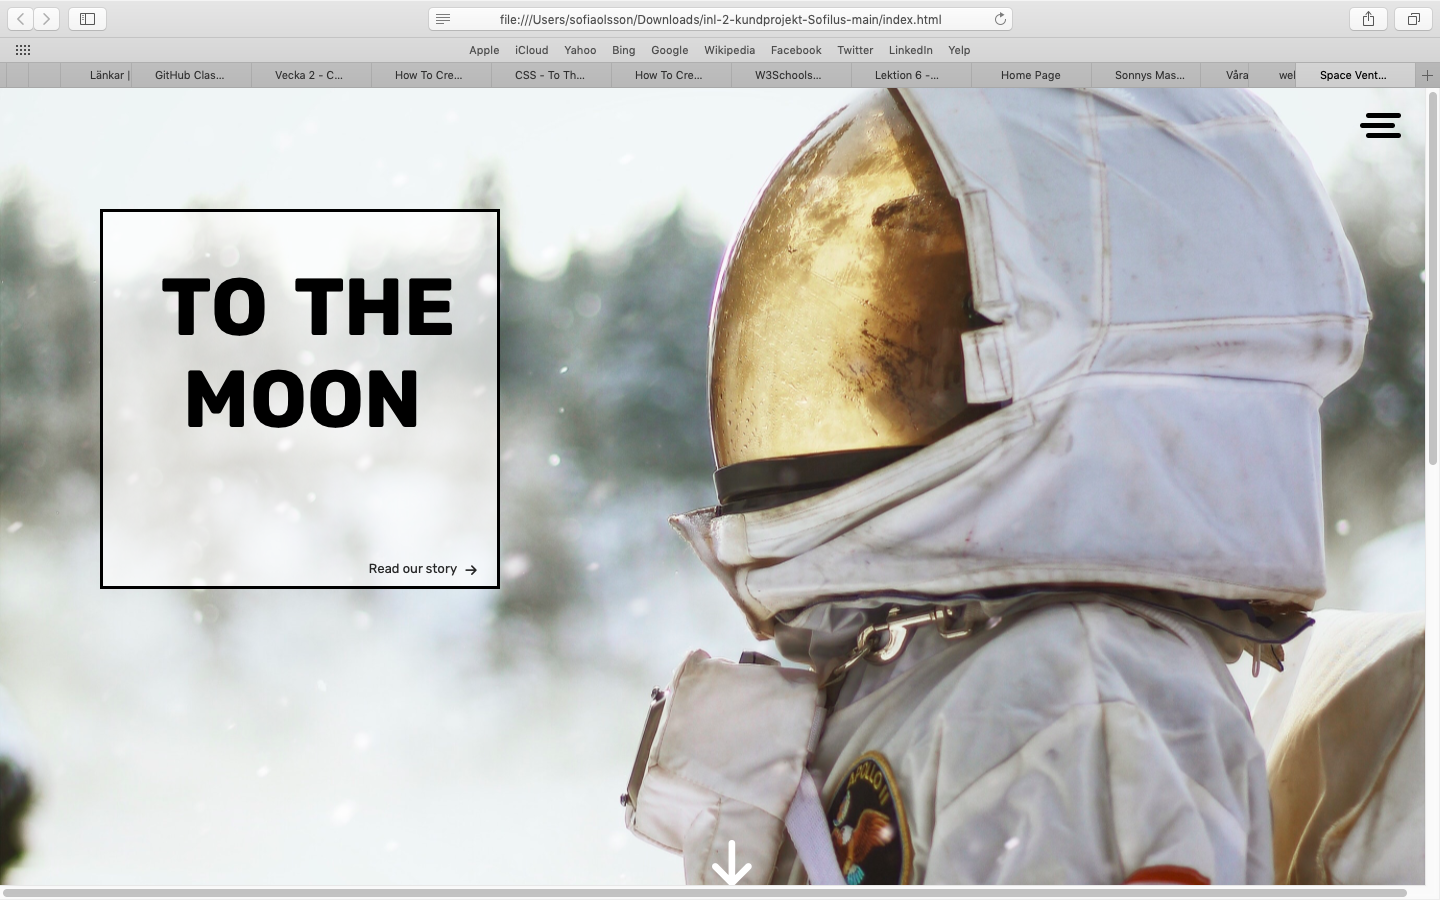 file:///Users/sofiaolsson/Downloads/inl-2-kundprojekt-Sofilus-main/index.html
Apple iCloud Yahoo Bing Google Wikipedia Facebook Twitter LinkedIn Yelp
Länkar | GitHub Clas... Vecka 2 - C... How To Cre... CSS - To Th... How To Cre... W3Schools... Lektion 6 -... Home Page Sonnys Mas... Våra wel Space Vent...
TO THE
MOON
Read our story →
APOLLO 11